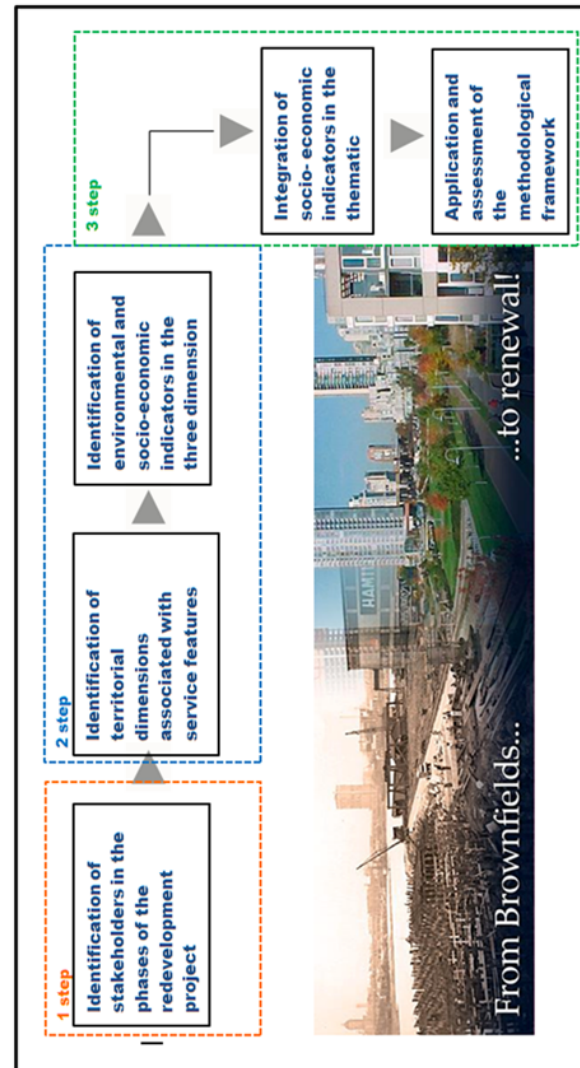 1 step
Identification of
stakeholders in the
phases of the
redevelopment
project
2 step
Identification of
territorial
dimensions
associated with
service features
Identification of
environmental and
socio-economic
indicators in the
three dimension
3 step
Integration of
socio- economic
indicators in the
thematic
Application and
assessment of
the
methodological
framework
From Brownfields...
...to renewal!